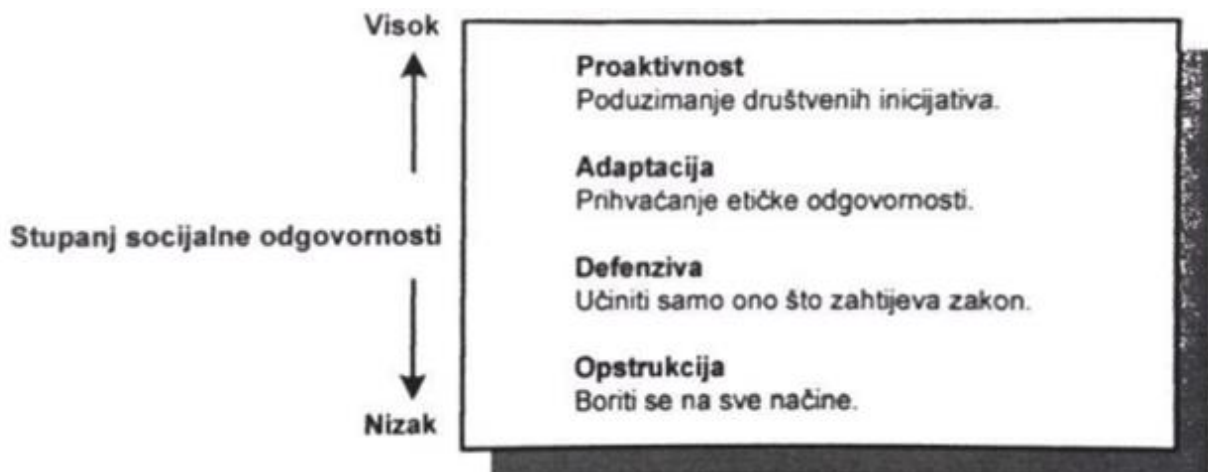 Visok
Proaktivnost
Poduzimanje društvenih inicijativa.
Adaptacija
Prihvaćanje etičke odgovornosti.
Stupanj socijalne odgovornosti
Defenziva
Učiniti samo ono što zahtijeva zakon.
Opstrukcija
Boriti se na sve načine.
Nizak